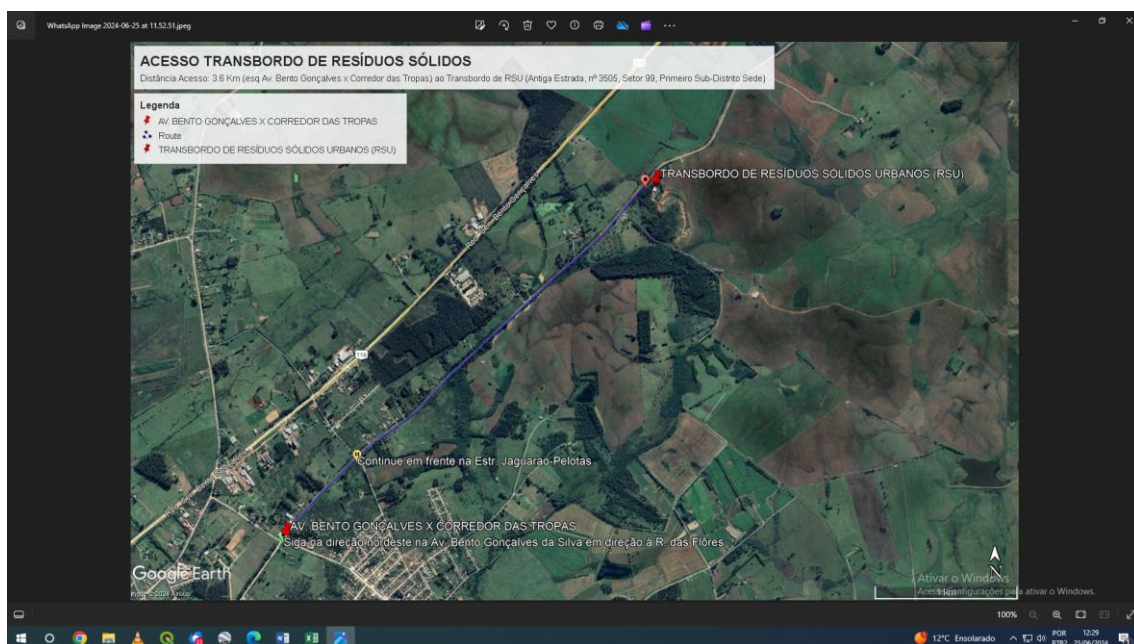 WhatsApp Image 2024-06-25 at 11.52.51.jpeg
ACESSO TRANSBORDO DE RESÍDUOS SÓLIDOS
Distância Acesso: 3.6 Km (esq Av. Bento Gonçalves x Corredor das Tropas) ao Transbordo de RSU (Antiga Estrada, nº 3505, Setor 99, Primeiro Sub-Distrito Sede)
Legenda
AV. BENTO GONÇALVES X CORREDOR DAS TROPAS
Route
TRANSBORDO DE RESÍDUOS SÓLIDOS URBANOS (RSU)
TRANSBORDO DE RESÍDUOS SÓLIDOS URBANOS (RSU)
116
Continue em frente na Estr. Jaguarão-Pelotas
AV. BENTO GONÇALVES X CORREDOR DAS TROPAS
Siga na direção nordeste na Av. Bento Gonçalves da Silva em direção à R. das Flores
Google Earth
N
Ativar o Windows
Acesse Configurações para ativar o Windows.
100%
12°C Ensolarado
POR
PTB2
12:29
25/06/2024